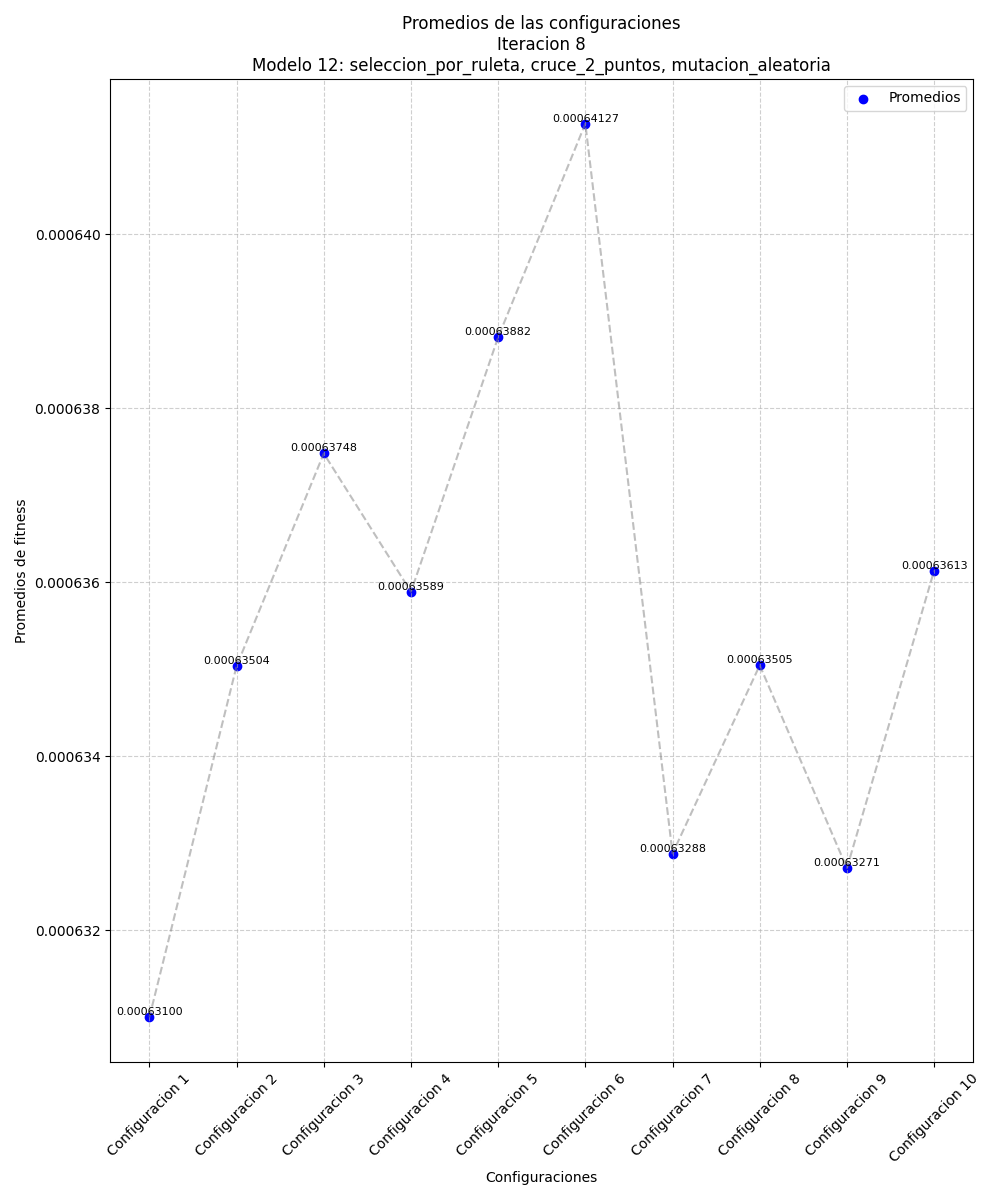 Promedios de las configuraciones
Iteracion 8
Modelo 12: seleccion_por_ruleta, cruce_2_puntos, mutacion_aleatoria
Promedios
0.00064127
0.000640
0.00063882
0.000638
0.00063748
0.00063589
0.00063613
0.000636
0.00063504
0.00063505
0.000634
0.00063288
0.00063271
0.000632
0.00063100
Promedios de fitness
Configuracion 1
Configuracion 2
Configuracion 3
Configuracion 4
Configuracion 5
Configuracion 6
Configuracion 7
Configuracion 8
Configuracion 9
Configuracion 10
Configuraciones